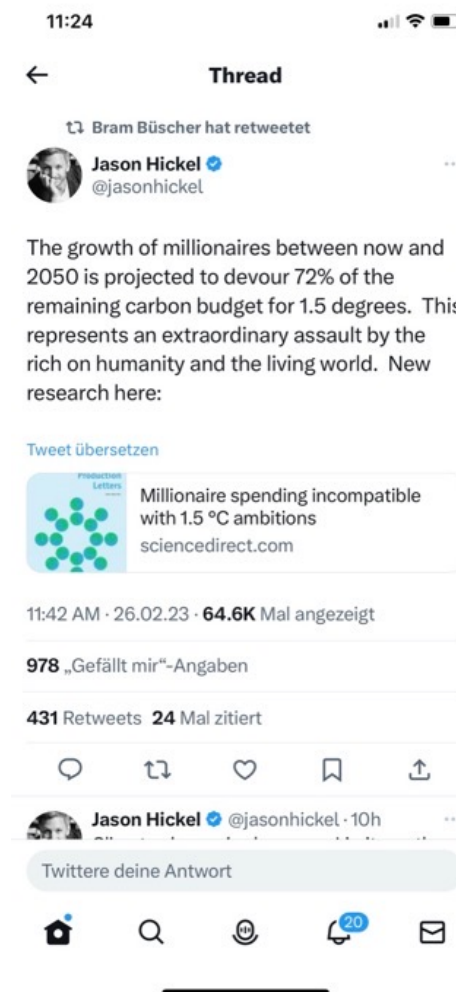 11:24
Thread
Bram Büscher hat retweetet
Jason Hickel
@jasonhickel
The growth of millionaires between now and
2050 is projected to devour 72% of the
remaining carbon budget for 1.5 degrees. This
represents an extraordinary assault by the
rich on humanity and the living world. New
research here:
Tweet übersetzen
Production
Letters
Millionaire spending incompatible
with 1.5 ºC ambitions
sciencedirect.com
11:42 AM · 26.02.23 · 64.6K Mal angezeigt
978 „Gefällt mir“-Angaben
431 Retweets 24 Mal zitiert
Jason Hickel @jasonhickel · 10h
Twittere deine Antwort
20